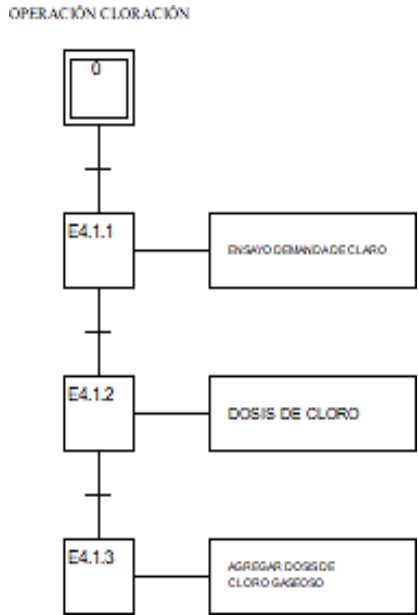 OPERACIÓN CLORACIÓN
0
E4.1.1
ENSAYO DEMANDA DE CLARO
E4.1.2
DOSIS DE CLORO
E4.1.3
AGREGAR DOSIS DE
CLORO GASEOSO